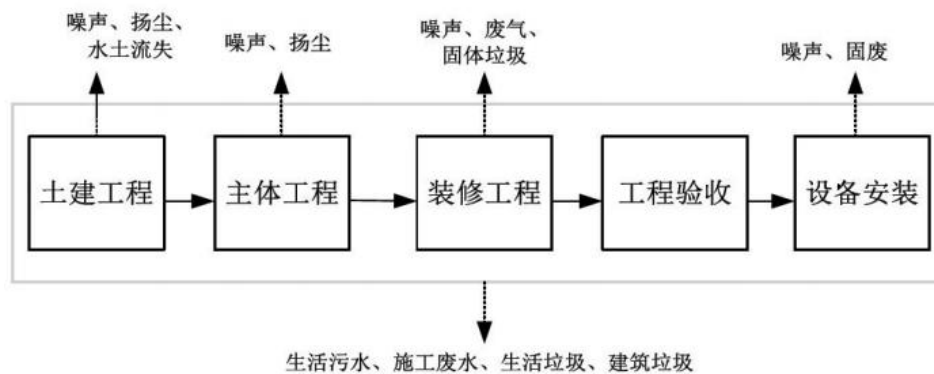 噪声、扬尘、
水土流失
噪声、扬尘
噪声、废气、
固体垃圾
噪声、固废
土建工程
主体工程
装修工程
工程验收
设备安装
生活污水、施工废水、生活垃圾、建筑垃圾